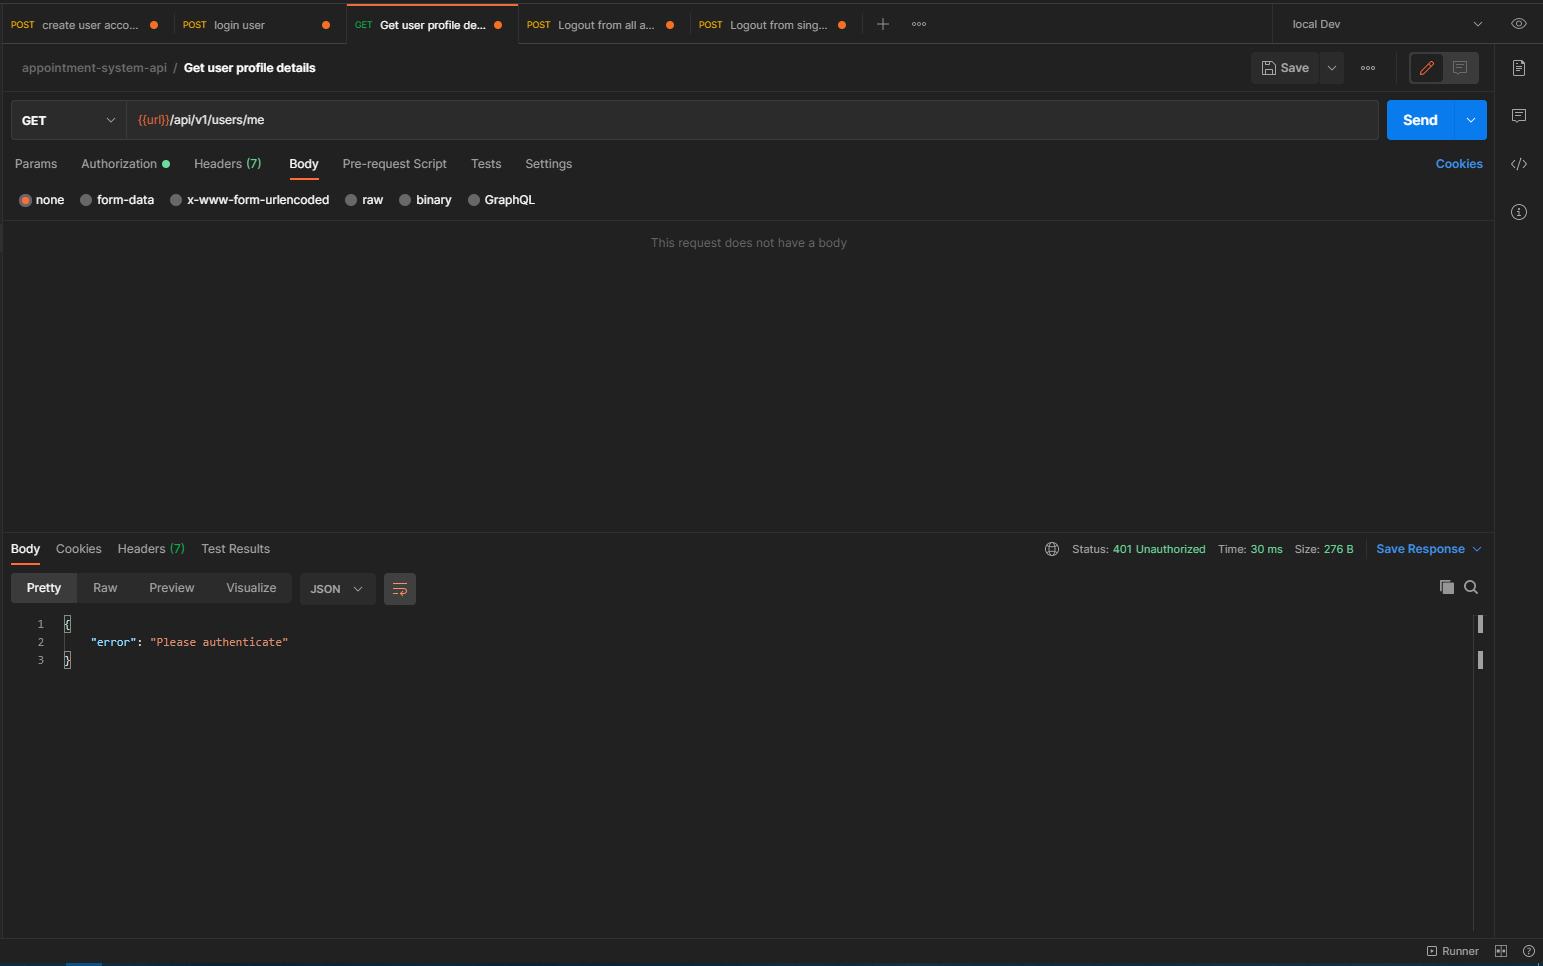 POST create user acco... POST login user GET Get user profile de... POST Logout from all a... POST Logout from sing... local Dev
appointment-system-api / Get user profile details Save
GET {{url}}/api/v1/users/me Send
Params Authorization Headers (7) Body Pre-request Script Tests Settings Cookies
none form-data x-www-form-urlencoded raw binary GraphQL
This request does not have a body
Body Cookies Headers (7) Test Results Status: 401 Unauthorized Time: 30 ms Size: 276 B Save Response
Pretty Raw Preview Visualize JSON
1 {
2 "error": "Please authenticate"
3 }
Runner